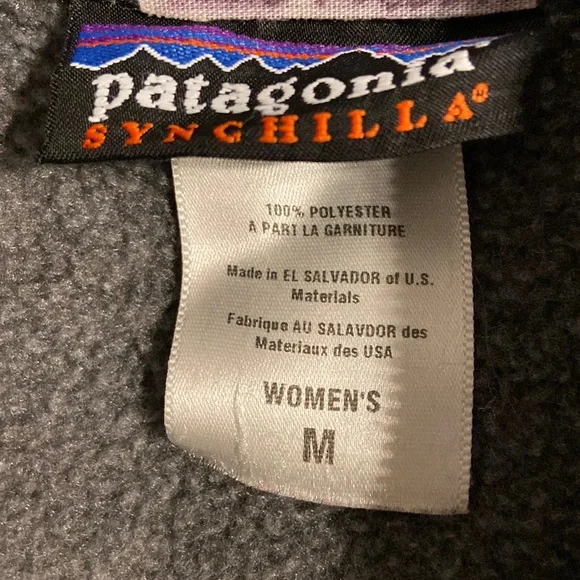 patagonia
SYNCHILLA®
100% POLYESTER
À PART LA GARNITURE
Made in EL SALVADOR of U.S.
Materials
Fabrique AU SALAVDOR des
Materiaux des USA
WOMEN'S
M